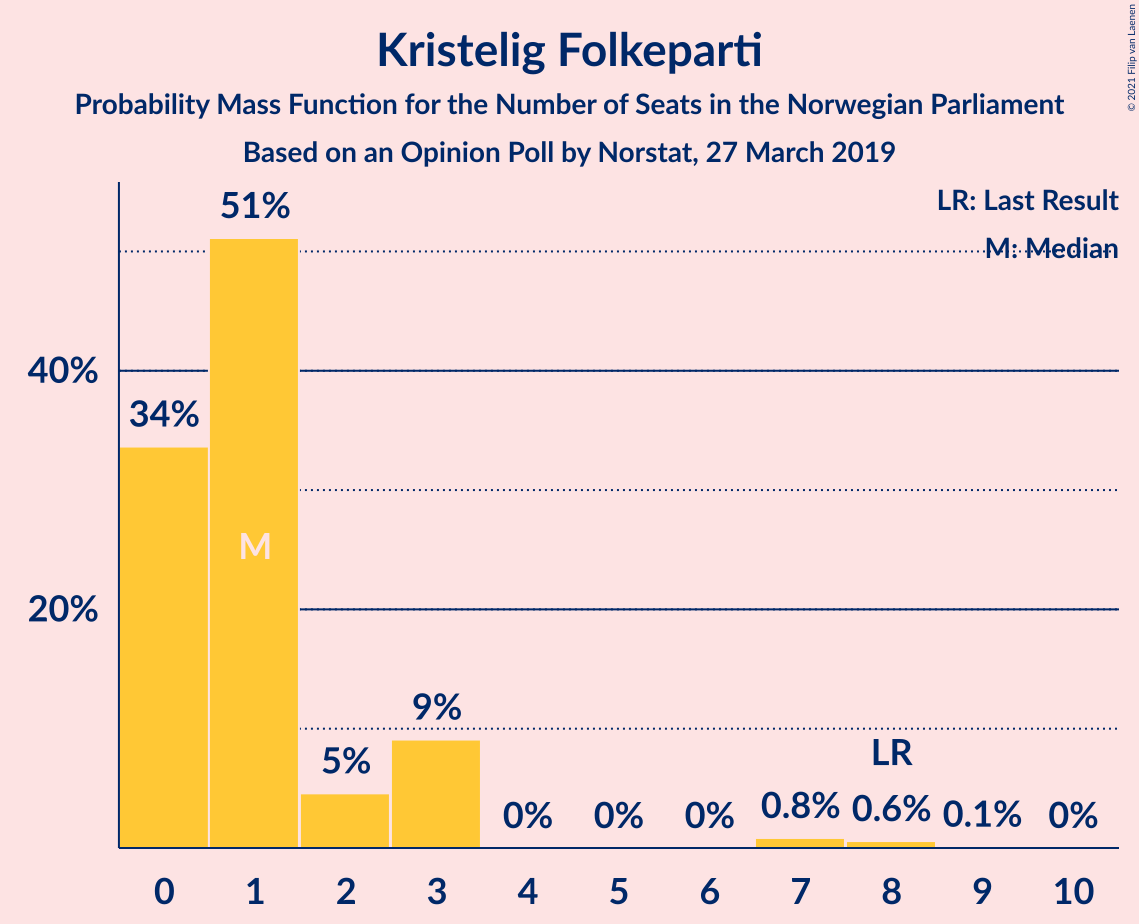 Kristelig Folkeparti
Probability Mass Function for the Number of Seats in the Norwegian Parliament
Based on an Opinion Poll by Norstat, 27 March 2019
© 2021 Filip van Laenen
LR: Last Result
M: Median
51%
40%
34%
M
20%
9%
5%
LR
0% 0% 0% 0.8% 0.6% 0.1% 0%
0 1 2 3 4 5 6 7 8 9 10